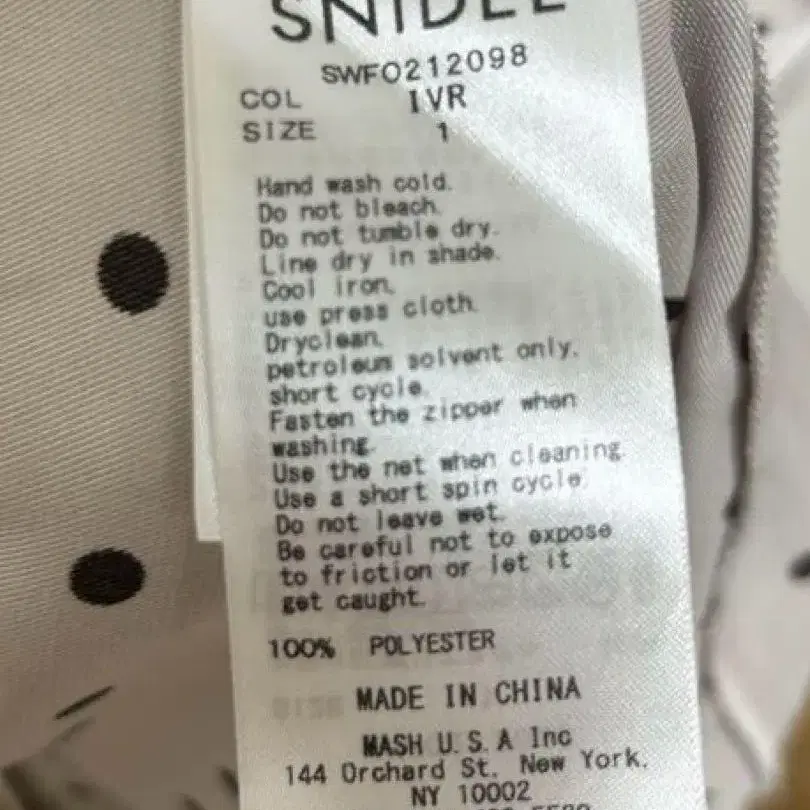 SNIDEL
SWFO212098
COL IVR
SIZE 1
Hand wash cold.
Do not bleach.
Do not tumble dry.
Line dry in shade.
Cool iron.
use press cloth.
Dryclean.
petroleum solvent only.
short cycle.
Fasten the zipper when
washing.
Use the net when cleaning.
Use a short spin cycle.
Do not leave wet.
Be careful not to expose
to friction or let it
get caught.
100% POLYESTER
MADE IN CHINA
MASH U.S.A Inc
144 Orchard St. New York.
NY 10002